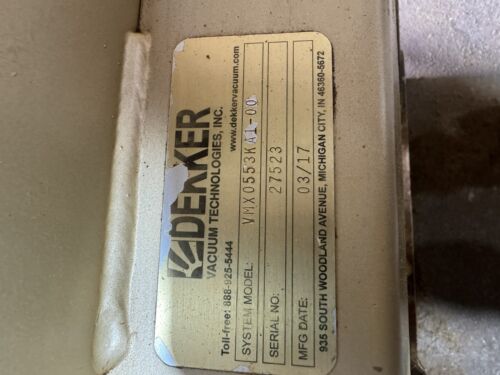 DEKKER
VACUUM TECHNOLOGIES, INC.
Toll-free: 888-925-5444 www.dekkervacuum.com
SYSTEM MODEL: VMX0553KA1-00
SERIAL NO: 27523
MFG DATE: 03/17
935 SOUTH WOODLAND AVENUE, MICHIGAN CITY, IN 46360-5672